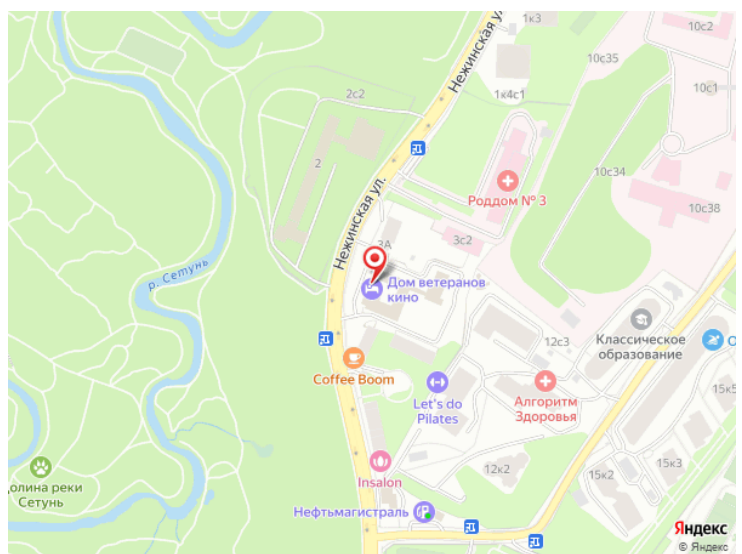 1к3
10с2
Нежинская ул.
10с35
10с1
2с2
1к4с1
2
10с34
Роддом № 3
10с38
Нежинская ул.
3А
3с2
р. Сетунь
Дом ветеранов
кино
12с3
Классическое
образование
О
Coffee Boom
Let's do
Pilates
Алгоритм
Здоровья
15к5
15к3
15к2
12к2
Insalon
олина реки
Сетунь
Нефтьмагистраль
Яндекс
© Яндекс